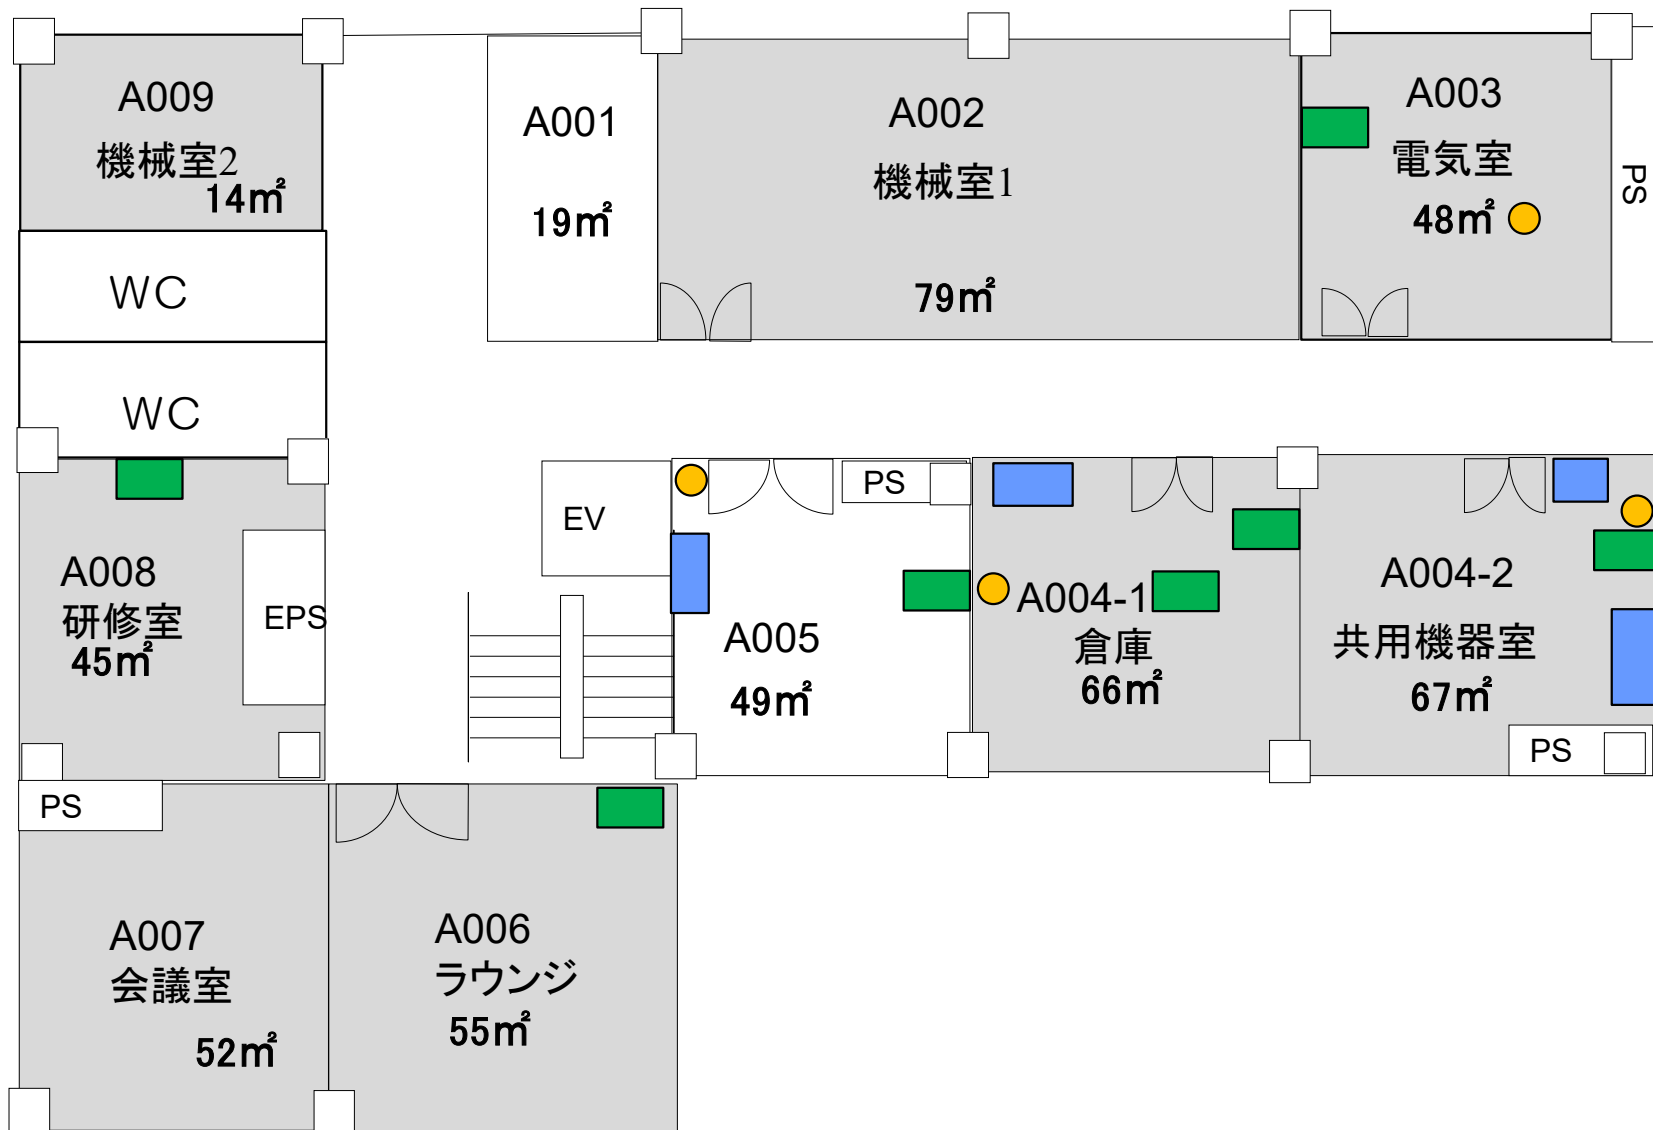 A009
機械室2
14㎡
WC
WC
A001
19㎡
A002
機械室1
79㎡
A003
電気室
48㎡
PS
A008
研修室
45㎡
EPS
EV
PS
A005
49㎡
A004-1
倉庫
66㎡
A004-2
共用機器室
67㎡
PS
PS
A007
会議室
52㎡
A006
ラウンジ
55㎡